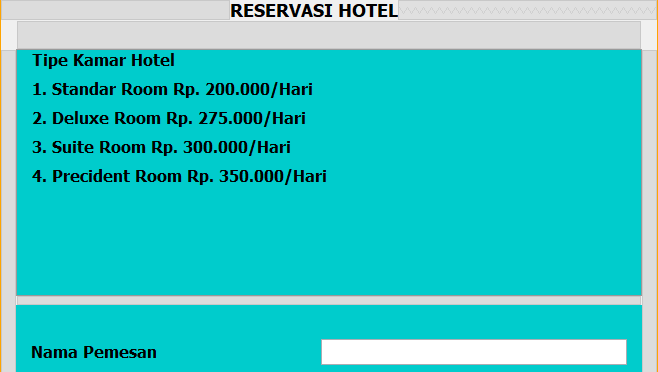 RESERVASI HOTEL
Tipe Kamar Hotel
1. Standar Room Rp. 200.000/Hari
2. Deluxe Room Rp. 275.000/Hari
3. Suite Room Rp. 300.000/Hari
4. Precident Room Rp. 350.000/Hari
Nama Pemesan